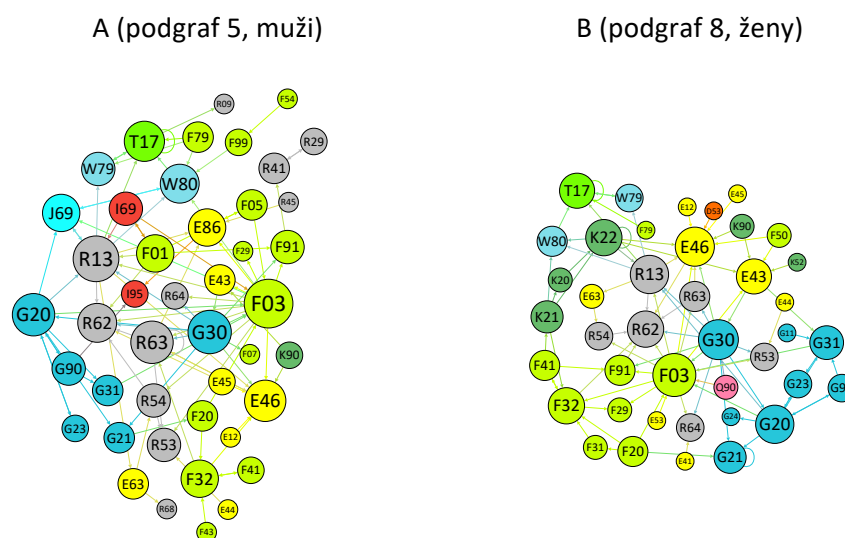 A (podgraf 5, muži)
B (podgraf 8, ženy)
R09
F54
T17
F79
F99
R29
W79
W80
R41
J69
I69
R45
F05
E86
F01
F29
F91
R13
E43
I95
R64
F03
G20
R62
R63
G30
F07
K90
G90
G31
E45
R54
E46
F20
G23
G21
R53
E12
F32
F41
E63
R68
E44
F43
T17
W79
E12
E45
D53
W80
K22
F79
K90
E46
F50
K52
K20
R13
E43
K21
E63
R63
E44
R62
G30
G11
G31
R54
R53
F41
F91
F03
Q90
G23
F32
F29
E53
G24
G20
R64
F31
F20
E41
G21